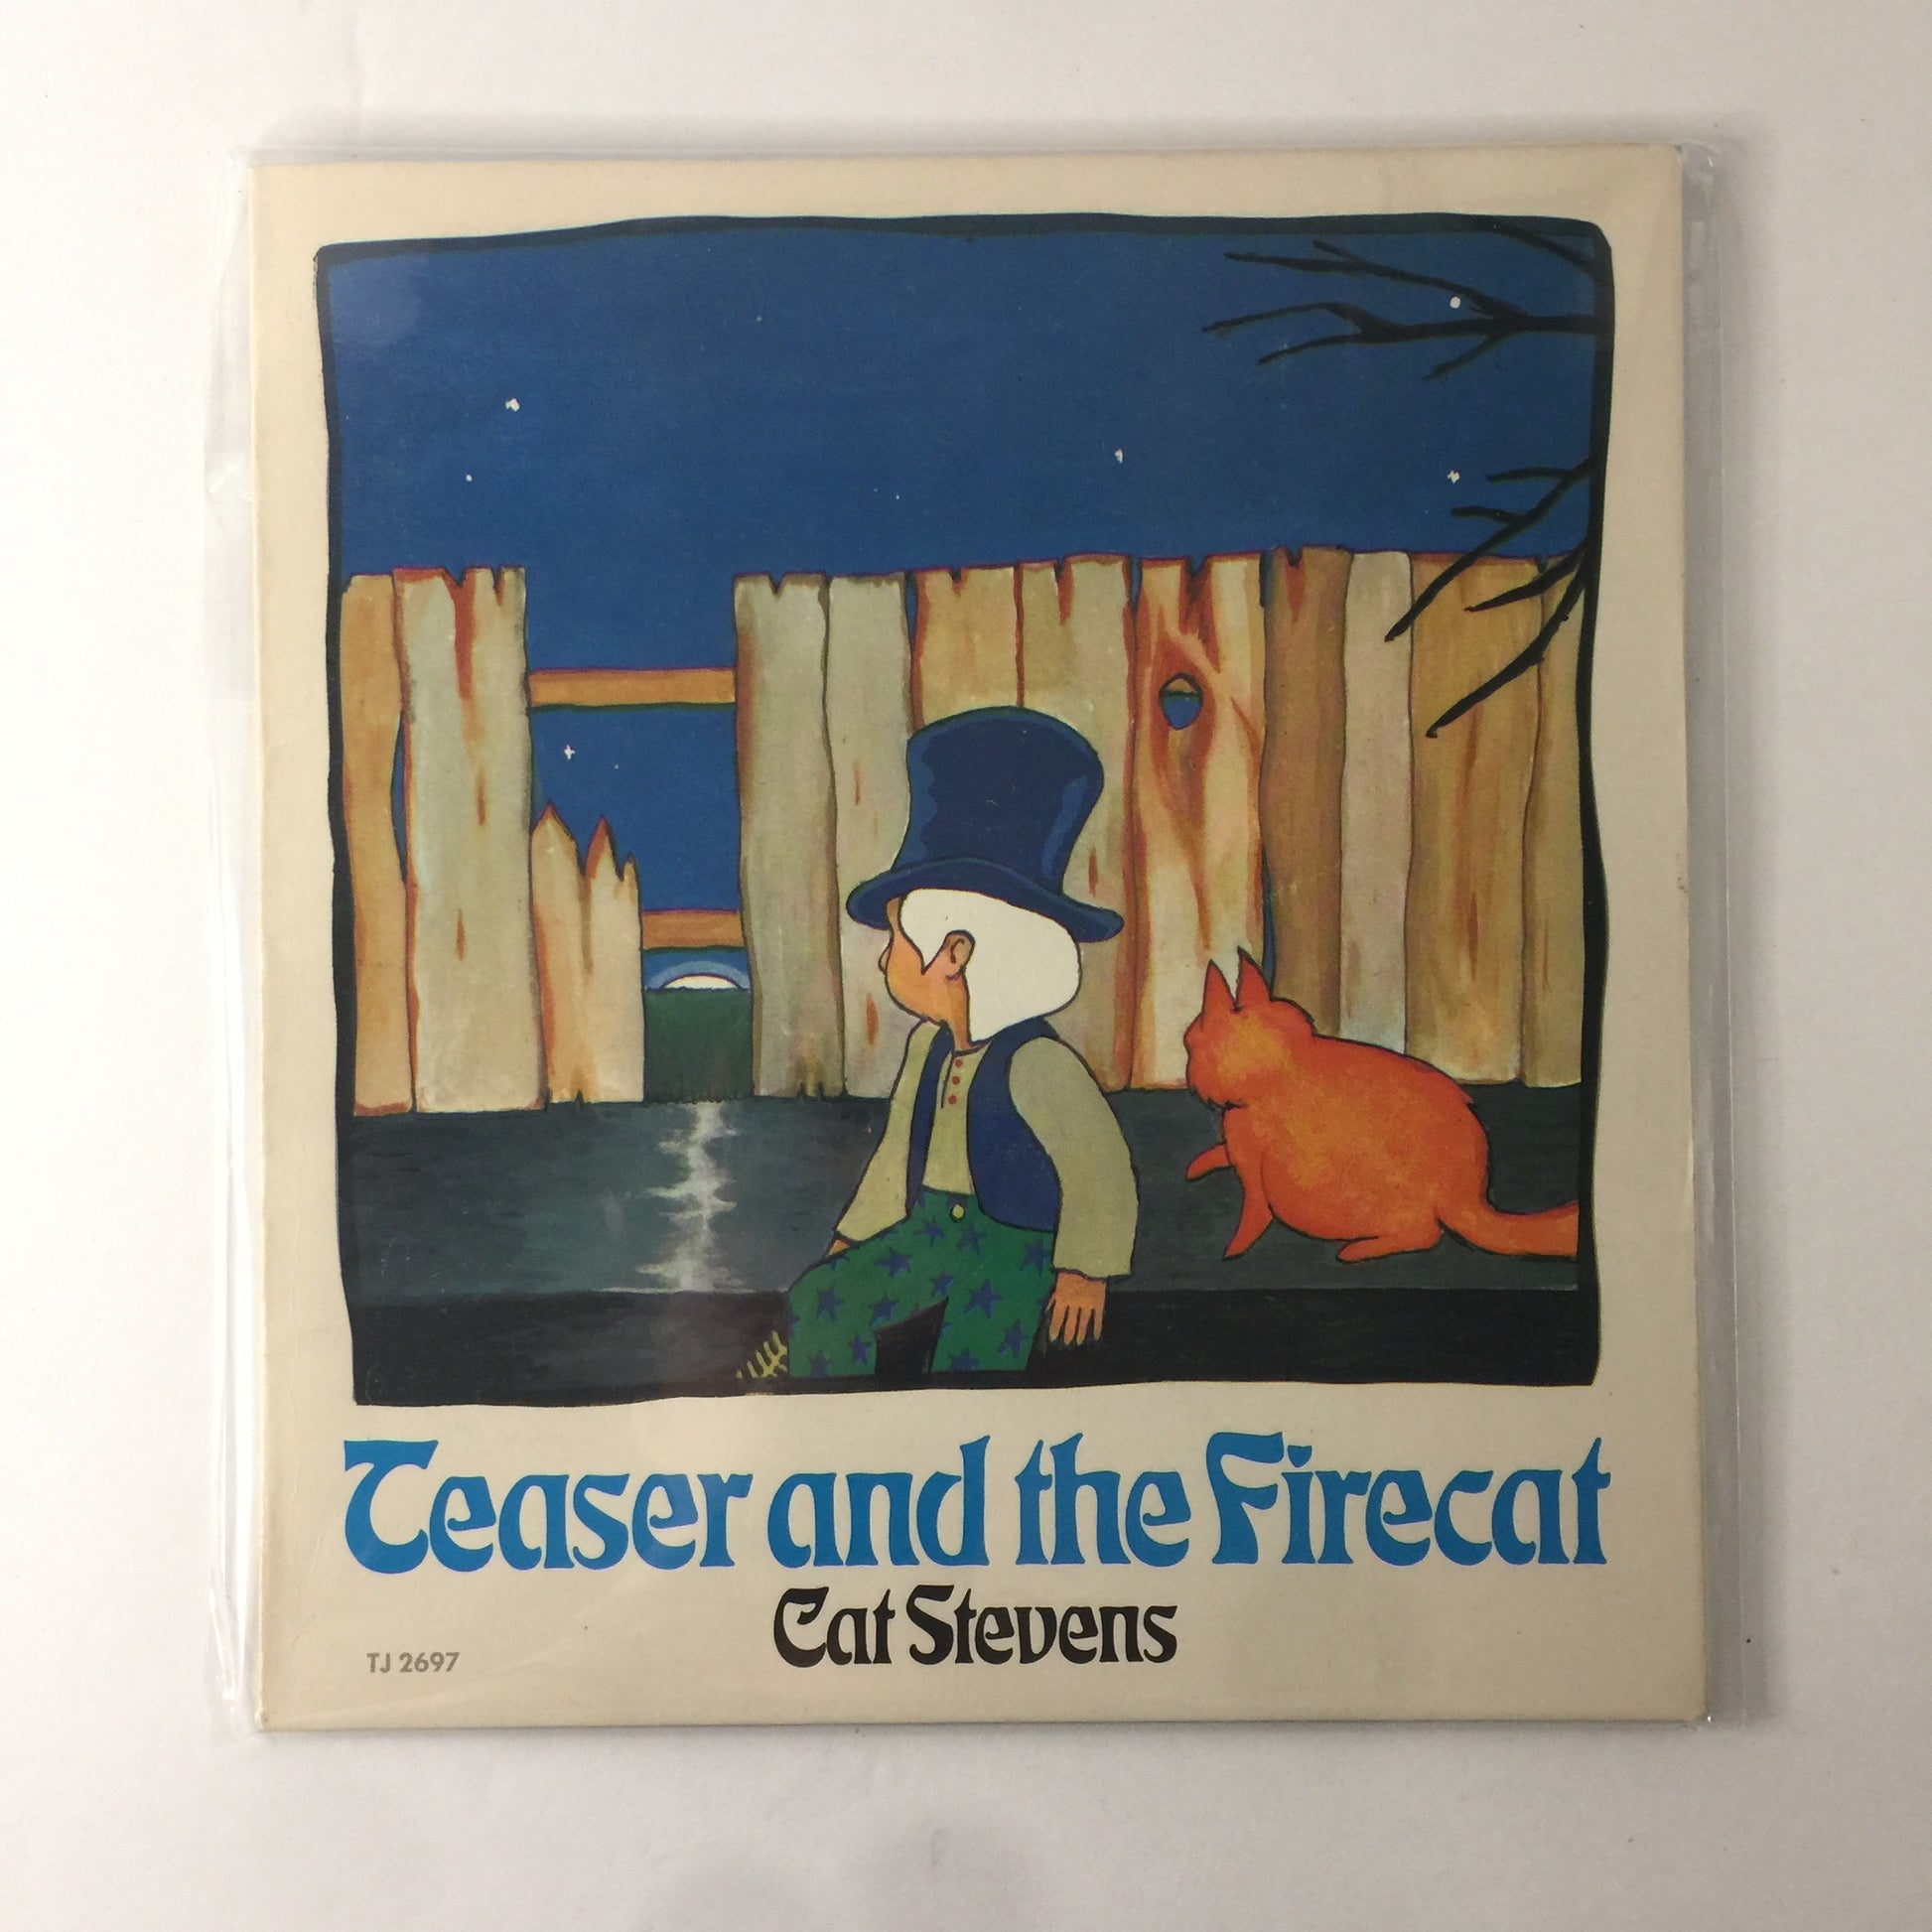 Teaser and the Firecat
Cat Stevens
TJ 2697